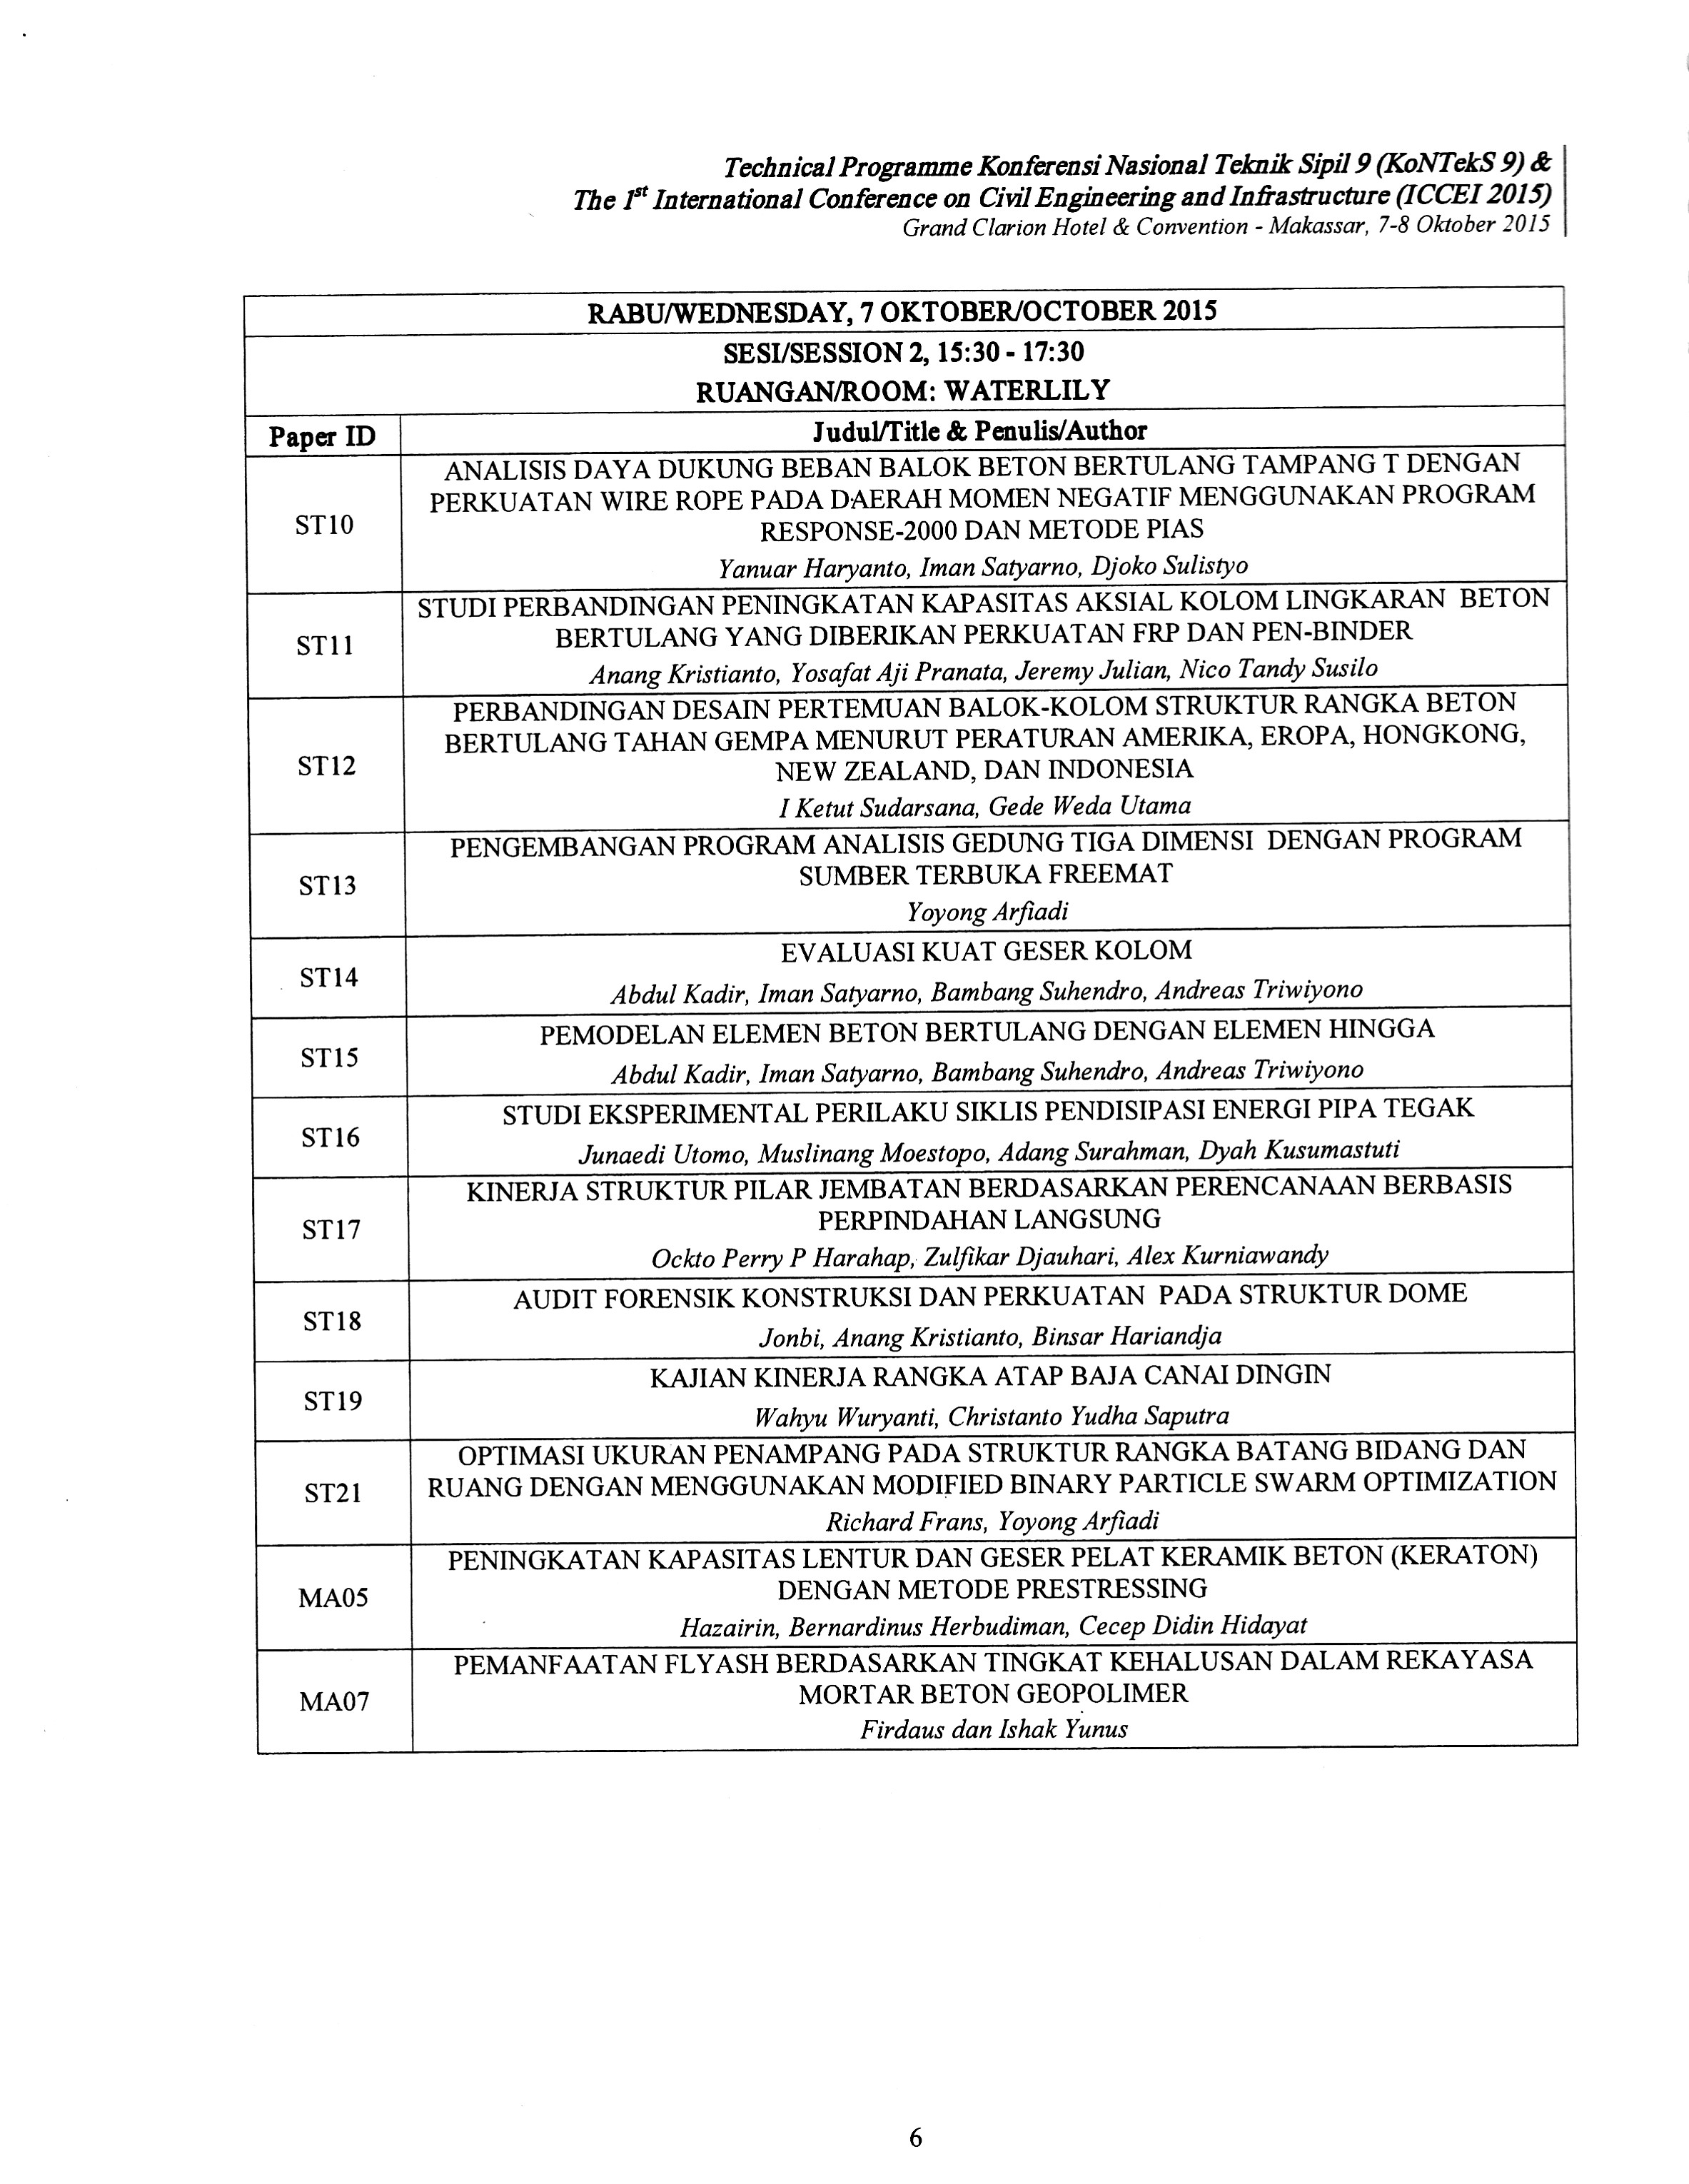 Technical Programme Konferensi Nasional Teknik Sipil 9 (KoNTekS 9) &
The 1st International Conference on Civil Engineering and Infrastructure (ICCEI 2015)
Grand Clarion Hotel & Convention - Makassar, 7-8 Oktober 2015
RABU/WEDNESDAY, 7 OKTOBER/OCTOBER 2015
SESI/SESSION 2, 15:30 - 17:30
RUANGAN/ROOM: WATERLILY
Paper ID
Judul/Title & Penulis/Author
ST10
ANALISIS DAYA DUKUNG BEBAN BALOK BETON BERTULANG TAMPANG T DENGAN
PERKUATAN WIRE ROPE PADA DAERAH MOMEN NEGATIF MENGGUNAKAN PROGRAM
RESPONSE-2000 DAN METODE PIAS
Yanuar Haryanto, Iman Satyarno, Djoko Sulistyo
ST11
STUDI PERBANDINGAN PENINGKATAN KAPASITAS AKSIAL KOLOM LINGKARAN BETON
BERTULANG YANG DIBERIKAN PERKUATAN FRP DAN PEN-BINDER
Anang Kristianto, Yosafat Aji Pranata, Jeremy Julian, Nico Tandy Susilo
ST12
PERBANDINGAN DESAIN PERTEMUAN BALOK-KOLOM STRUKTUR RANGKA BETON
BERTULANG TAHAN GEMPA MENURUT PERATURAN AMERIKA, EROPA, HONGKONG,
NEW ZEALAND, DAN INDONESIA
I Ketut Sudarsana, Gede Weda Utama
ST13
PENGEMBANGAN PROGRAM ANALISIS GEDUNG TIGA DIMENSI DENGAN PROGRAM
SUMBER TERBUKA FREEMAT
Yoyong Arfiadi
ST14
EVALUASI KUAT GESER KOLOM
Abdul Kadir, Iman Satyarno, Bambang Suhendro, Andreas Triwiyono
ST15
PEMODELAN ELEMEN BETON BERTULANG DENGAN ELEMEN HINGGA
Abdul Kadir, Iman Satyarno, Bambang Suhendro, Andreas Triwiyono
ST16
STUDI EKSPERIMENTAL PERILAKU SIKLIS PENDISIPASI ENERGI PIPA TEGAK
Junaedi Utomo, Muslinang Moestopo, Adang Surahman, Dyah Kusumastuti
ST17
KINERJA STRUKTUR PILAR JEMBATAN BERDASARKAN PERENCANAAN BERBASIS
PERPINDAHAN LANGSUNG
Ockto Perry P Harahap, Zulfikar Djauhari, Alex Kurniawandy
ST18
AUDIT FORENSIK KONSTRUKSI DAN PERKUATAN PADA STRUKTUR DOME
Jonbi, Anang Kristianto, Binsar Hariandja
ST19
KAJIAN KINERJA RANGKA ATAP BAJA CANAI DINGIN
Wahyu Wuryanti, Christanto Yudha Saputra
ST21
OPTIMASI UKURAN PENAMPANG PADA STRUKTUR RANGKA BATANG BIDANG DAN
RUANG DENGAN MENGGUNAKAN MODIFIED BINARY PARTICLE SWARM OPTIMIZATION
Richard Frans, Yoyong Arfiadi
MA05
PENINGKATAN KAPASITAS LENTUR DAN GESER PELAT KERAMIK BETON (KERATON)
DENGAN METODE PRESTRESSING
Hazairin, Bernardinus Herbudiman, Cecep Didin Hidayat
MA07
PEMANFAATAN FLYASH BERDASARKAN TINGKAT KEHALUSAN DALAM REKAYASA
MORTAR BETON GEOPOLIMER
Firdaus dan Ishak Yunus
6